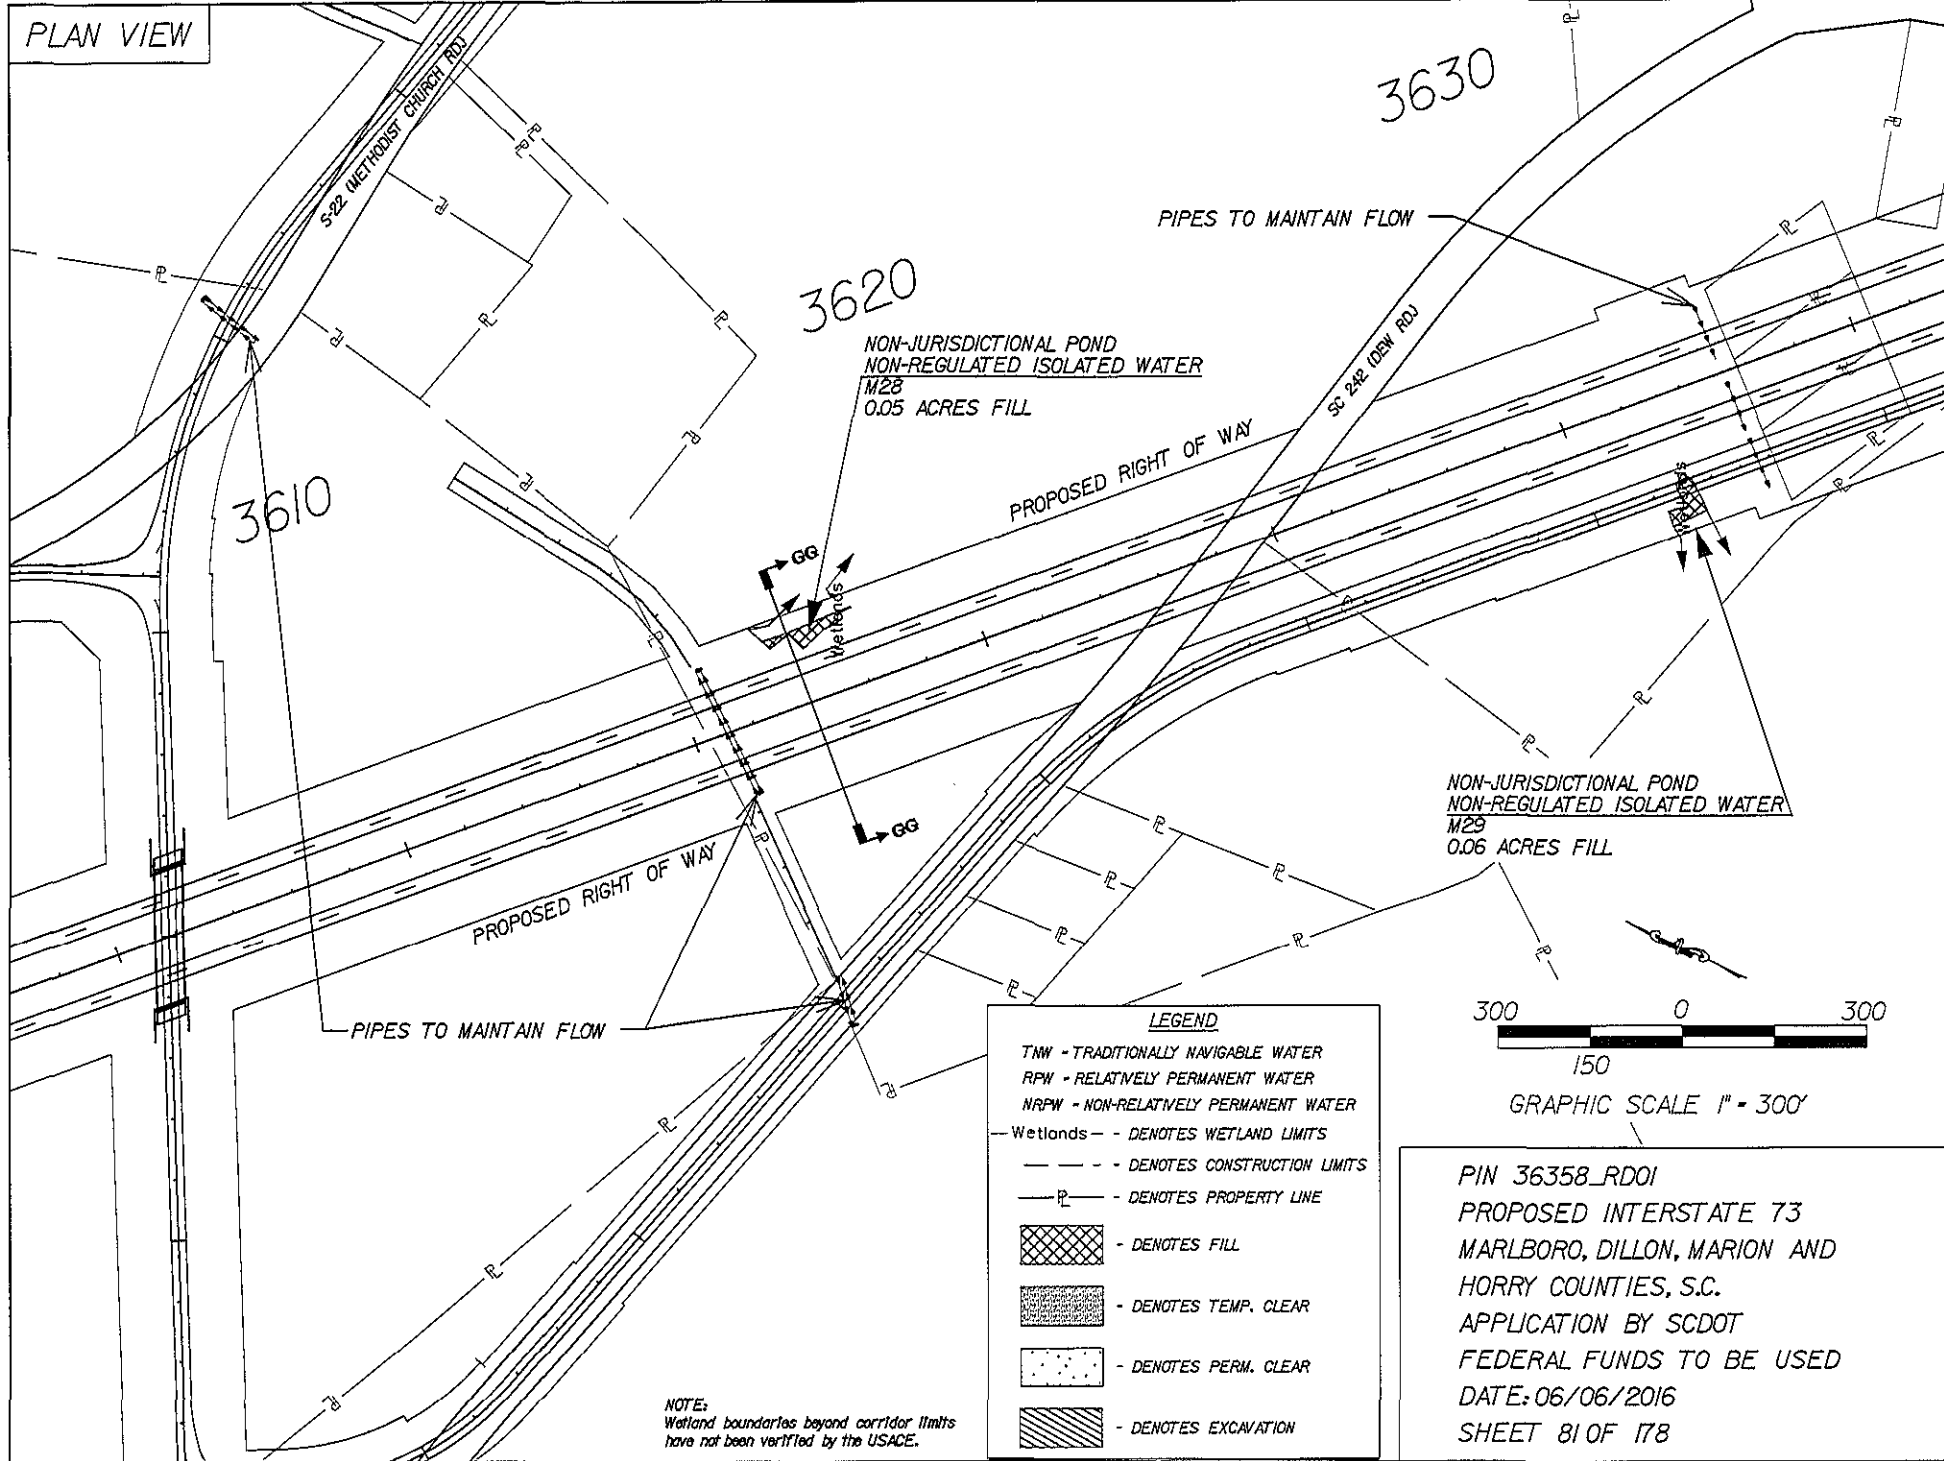 PLAN VIEW
S-22 (METHODIST CHURCH RD.)
3630
PIPES TO MAINTAIN FLOW
3620
NON-JURISDICTIONAL POND
NON-REGULATED ISOLATED WATER
M28
0.05 ACRES FILL
SC 242 (DEW RD.)
PROPOSED RIGHT OF WAY
3610
GG
Wetlands
Wetlands
GG
NON-JURISDICTIONAL POND
NON-REGULATED ISOLATED WATER
M29
0.06 ACRES FILL
PROPOSED RIGHT OF WAY
PIPES TO MAINTAIN FLOW
300 0 300
150
GRAPHIC SCALE 1" = 300'
LEGEND
TNW - TRADITIONALLY NAVIGABLE WATER
RPW - RELATIVELY PERMANENT WATER
NRPW - NON-RELATIVELY PERMANENT WATER
Wetlands - DENOTES WETLAND LIMITS
- DENOTES CONSTRUCTION LIMITS
PL - DENOTES PROPERTY LINE
- DENOTES FILL
- DENOTES TEMP. CLEAR
- DENOTES PERM. CLEAR
- DENOTES EXCAVATION
NOTE:
Wetland boundaries beyond corridor limits
have not been verified by the USACE.
PIN 36358_RD01
PROPOSED INTERSTATE 73
MARLBORO, DILLON, MARION AND
HORRY COUNTIES, S.C.
APPLICATION BY SCDOT
FEDERAL FUNDS TO BE USED
DATE: 06/06/2016
SHEET 81 OF 178